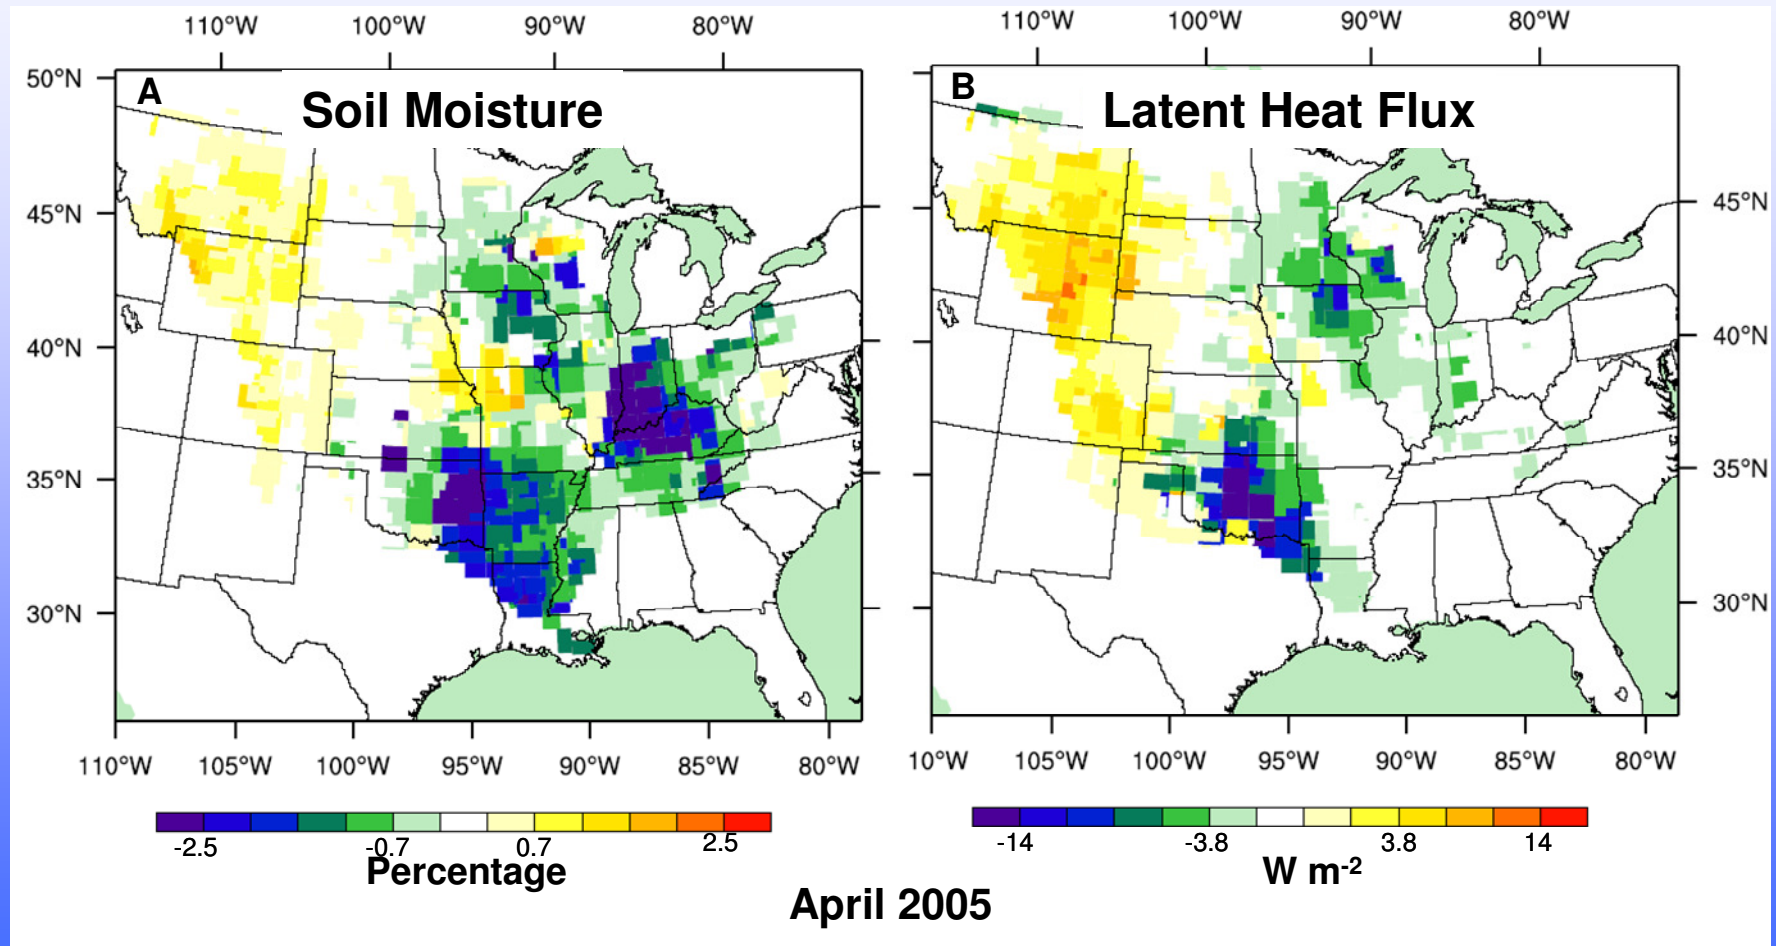 110°W 100°W 90°W 80°W
110°W 100°W 90°W 80°W
50°N
A
Soil Moisture
B
Latent Heat Flux
45°N
45°N
40°N
40°N
35°N
35°N
30°N
30°N
110°W 105°W 100°W 95°W 90°W 85°W 80°W
10°W 105°W 100°W 95°W 90°W 85°W 80°W
-2.5 -0.7 0.7 2.5
Percentage
-14 -3.8 3.8 14
W m-2
April 2005